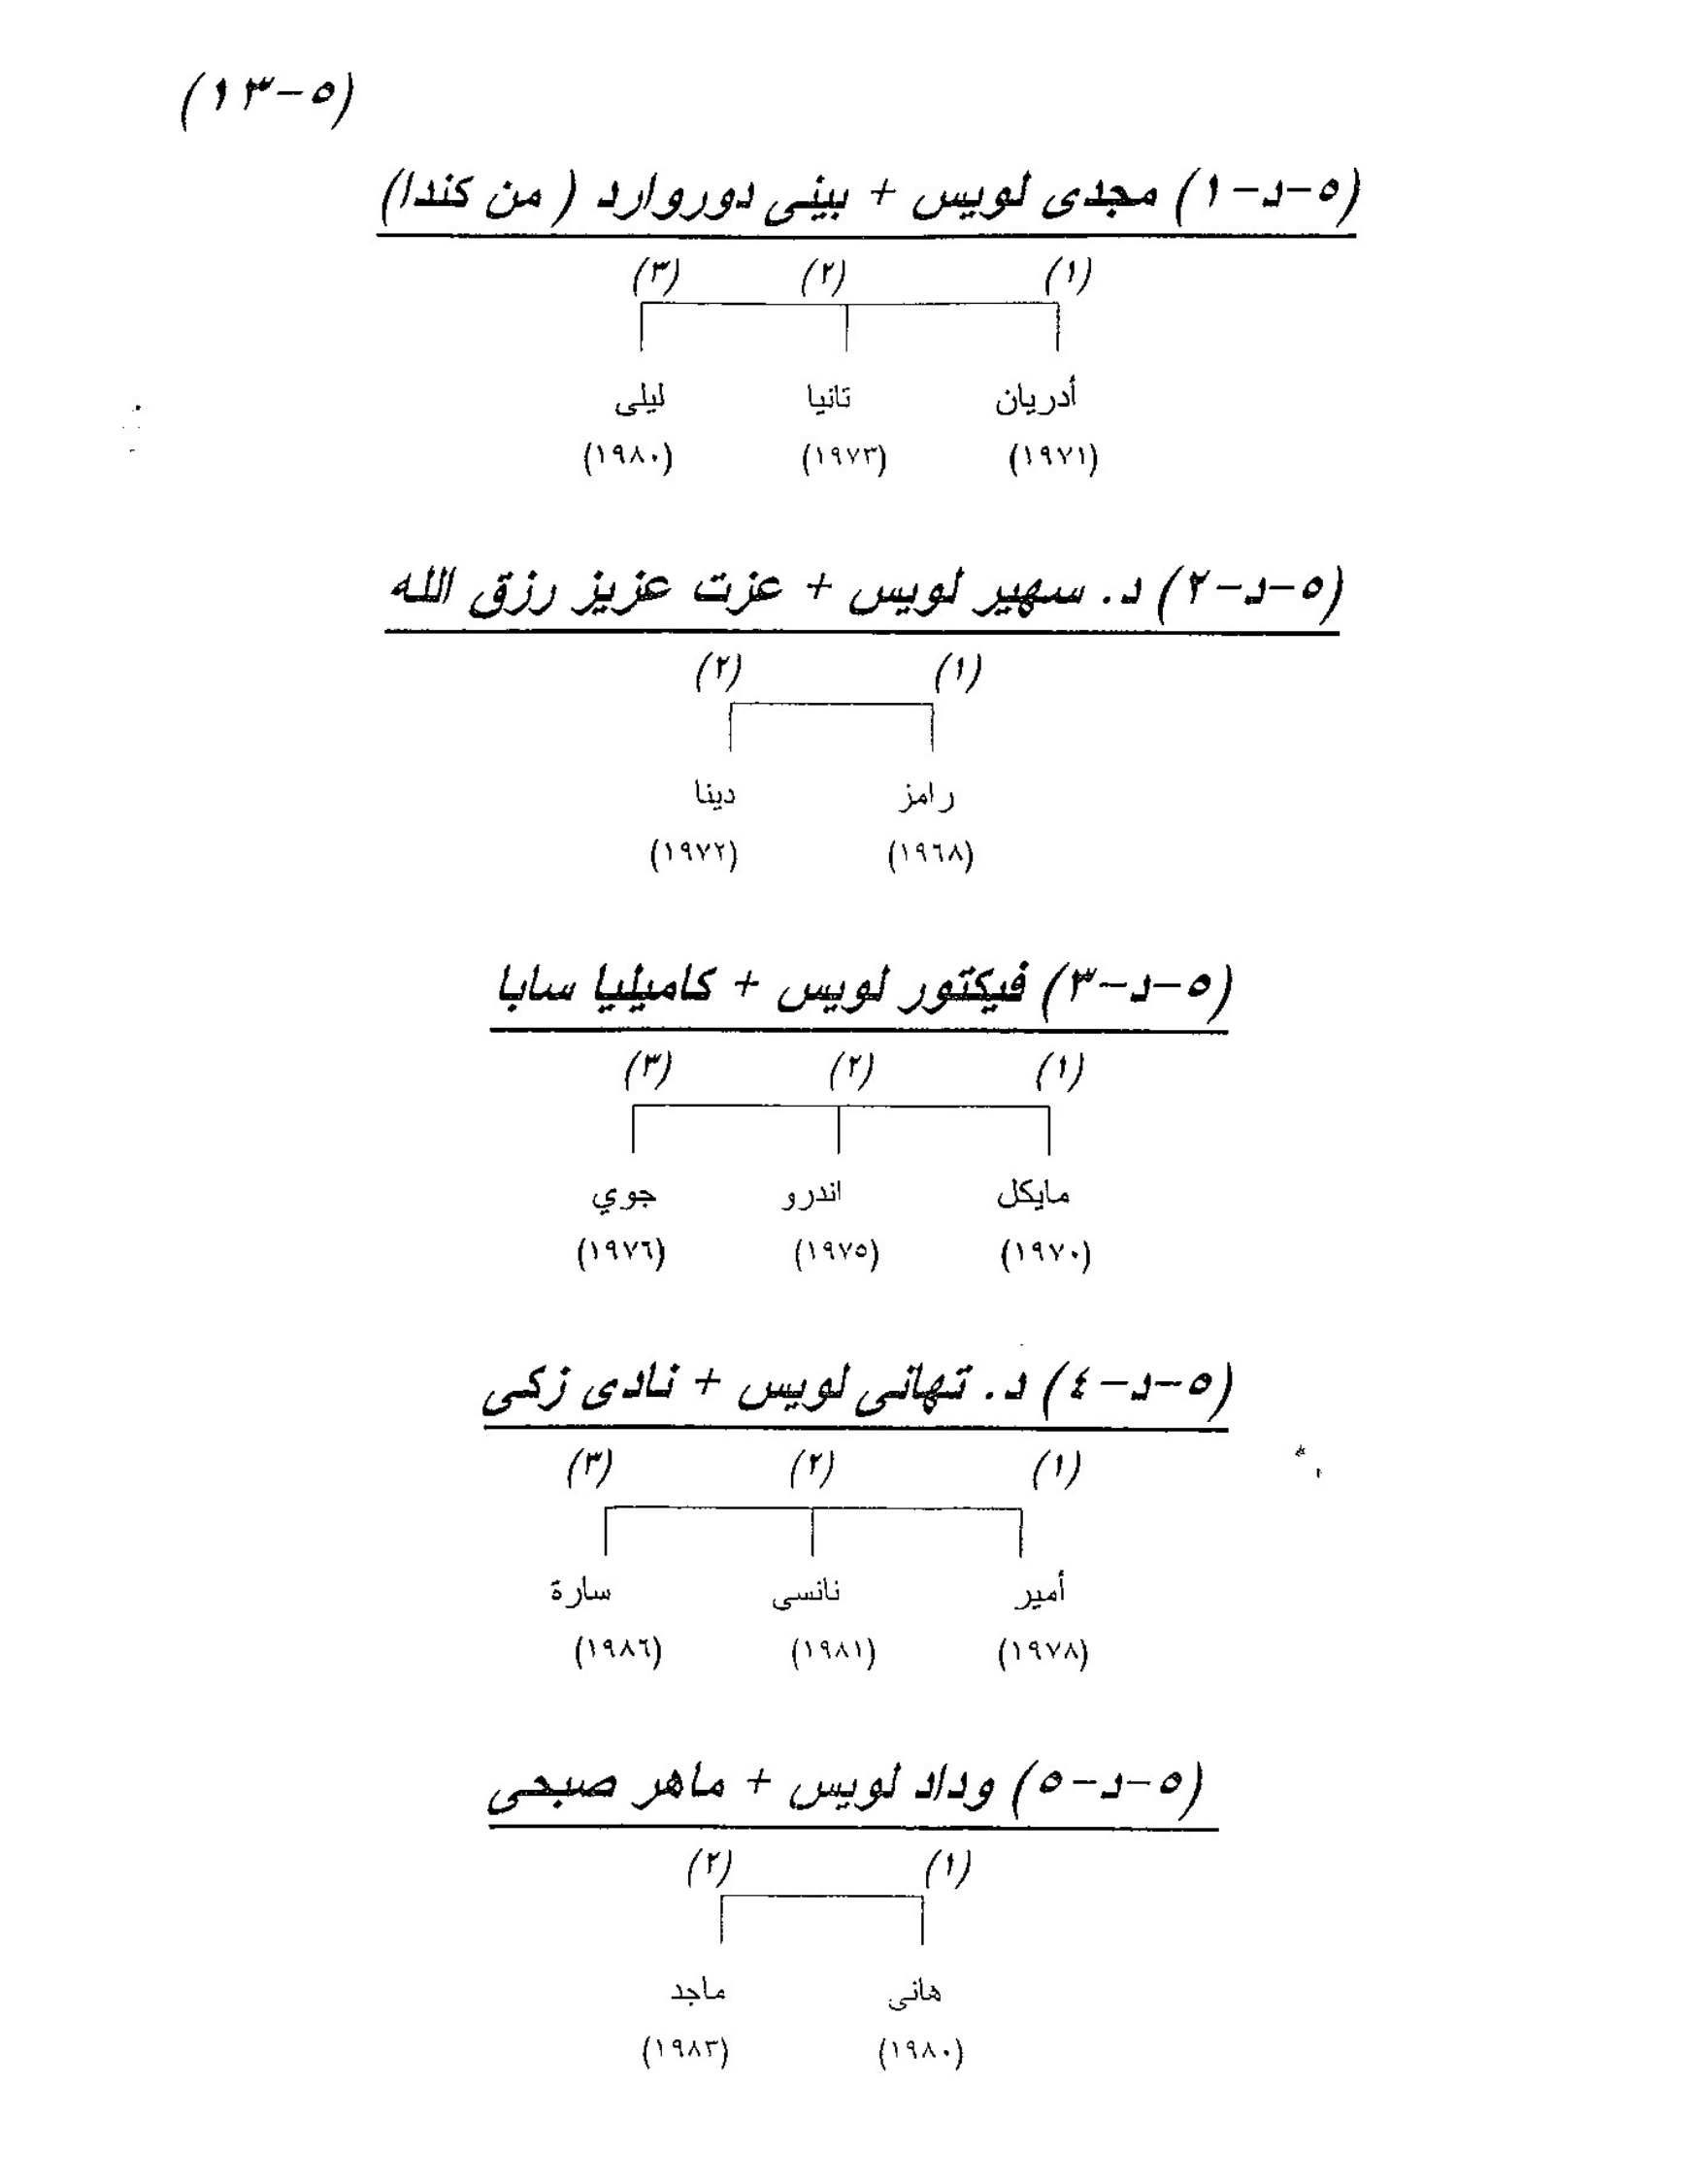 (٥-١٣)
(٥-د-١) مجدى لويس + بينى دوروارد ( من كندا)
(١) (٢) (٣)
أدريان تانيا ليلى
(١٩٧١) (١٩٧٣) (١٩٨٠)
(٥-د-٢) د. سهير لويس + عزت عزيز رزق الله
(١) (٢)
رامز دينا
(١٩٦٨) (١٩٧٢)
(٥-د-٣) فيكتور لويس + كاميليا سابا
(١) (٢) (٣)
مايكل اندرو جوي
(١٩٧٠) (١٩٧٥) (١٩٧٦)
(٥-د-٤) د. تهانى لويس + نادى زكى
(١) (٢) (٣)
أمير نانسى سارة
(١٩٧٨) (١٩٨١) (١٩٨٦)
(٥-د-٥) وداد لويس + ماهر صبحى
(١) (٢)
هانى ماجد
(١٩٨٠) (١٩٨٣)